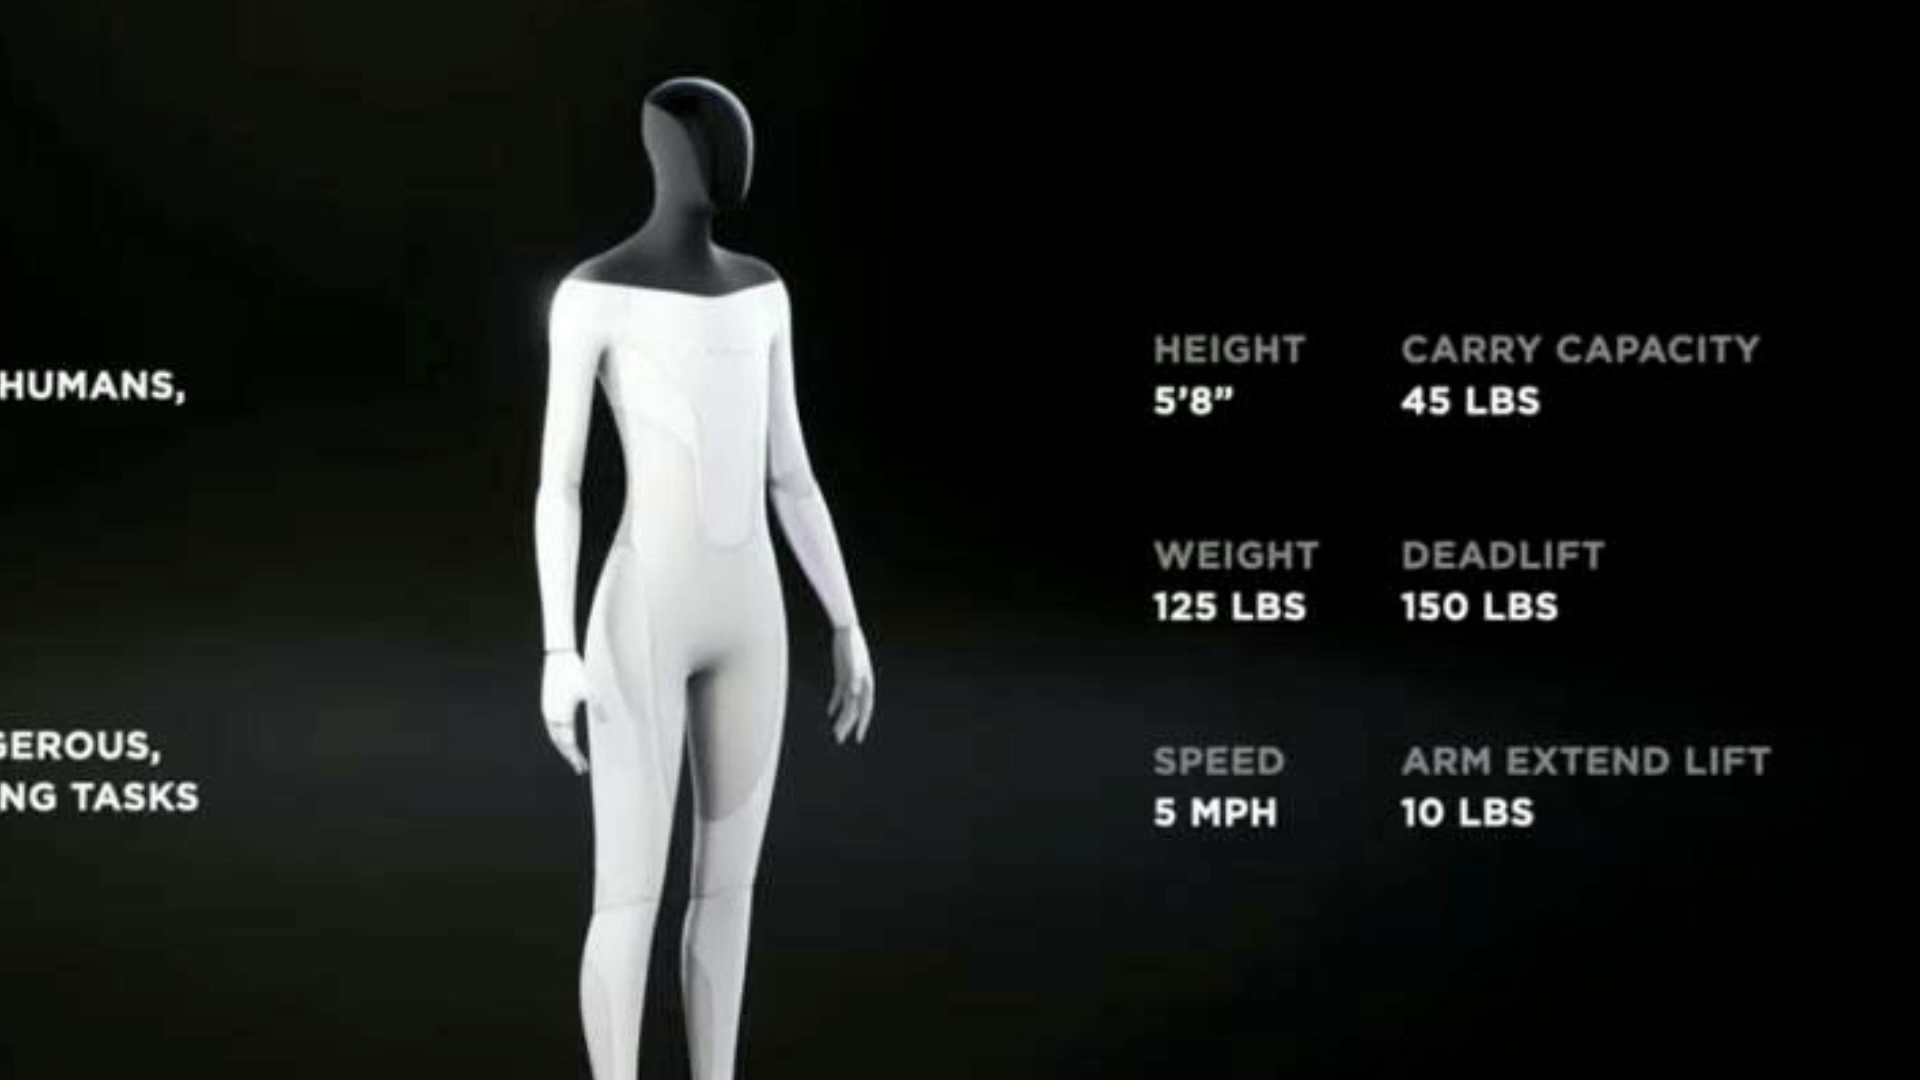 HUMANS,
GEROUS,
NG TASKS
HEIGHT
5'8”
CARRY CAPACITY
45 LBS
WEIGHT
125 LBS
DEADLIFT
150 LBS
SPEED
5 MPH
ARM EXTEND LIFT
10 LBS